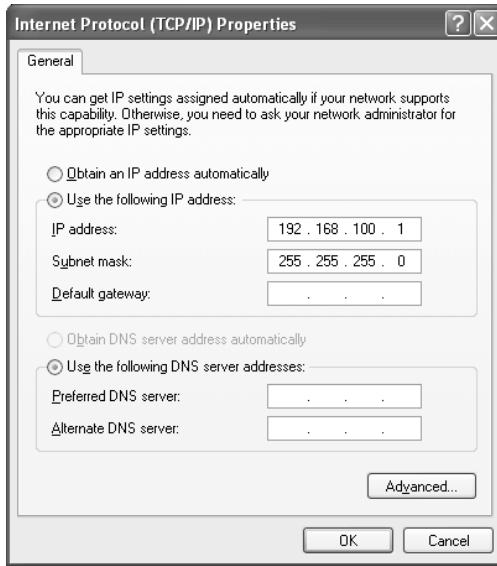 Internet Protocol (TCP/IP) Properties
General
You can get IP settings assigned automatically if your network supports
this capability. Otherwise, you need to ask your network administrator for
the appropriate IP settings.
Obtain an IP address automatically
Use the following IP address:
IP address: 192 . 168 . 100 . 1
Subnet mask: 255 . 255 . 255 . 0
Default gateway: . . .
Obtain DNS server address automatically
Use the following DNS server addresses:
Preferred DNS server: . . .
Alternate DNS server: . . .
Advanced...
OK Cancel